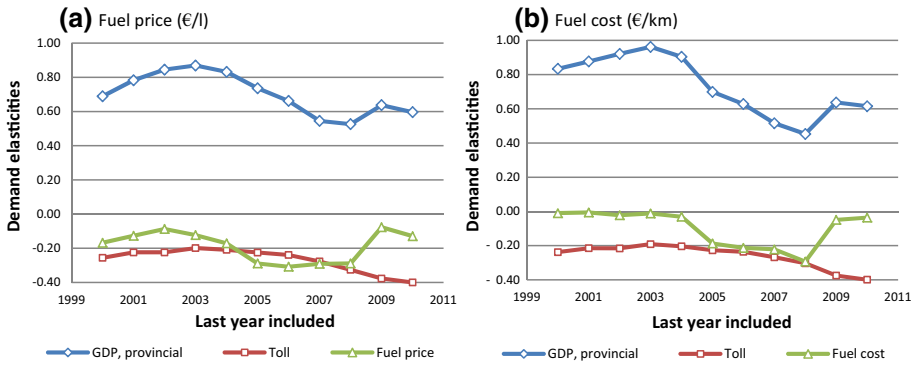 (a) Fuel price (€/l)
Demand elasticities
1.00
0.80
0.60
0.40
0.20
0.00
-0.20
-0.40
1999 2001 2003 2005 2007 2009 2011
Last year included
GDP, provincial Toll Fuel price
(b) Fuel cost (€/km)
Demand elasticities
1.00
0.80
0.60
0.40
0.20
0.00
- 0.20
- 0.40
1999 2001 2003 2005 2007 2009 2011
Last year included
GDP, provincial Toll Fuel cost